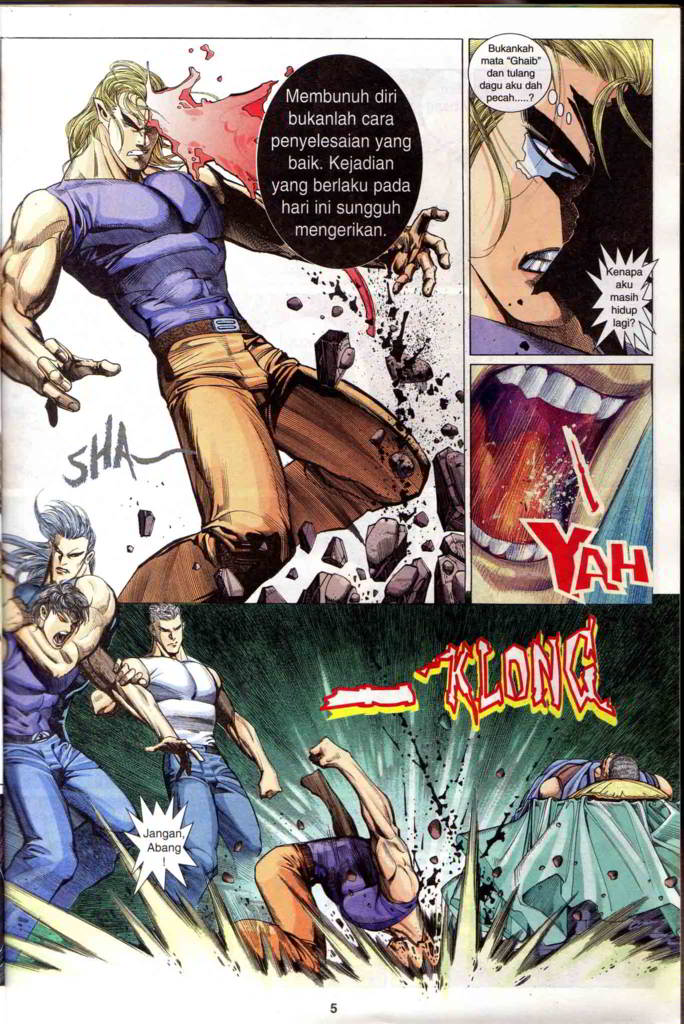 Membunuh diri
bukanlah cara
penyelesaian yang
baik. Kejadian
yang berlaku pada
hari ini sungguh
mengerikan.
Bukankah
mata "Ghaib"
dan tulang
dagu aku dah
pecah.....?
Kenapa
aku
masih
hidup
lagi?
SHA
YAH
KLONG
Jangan,
Abang
!
5